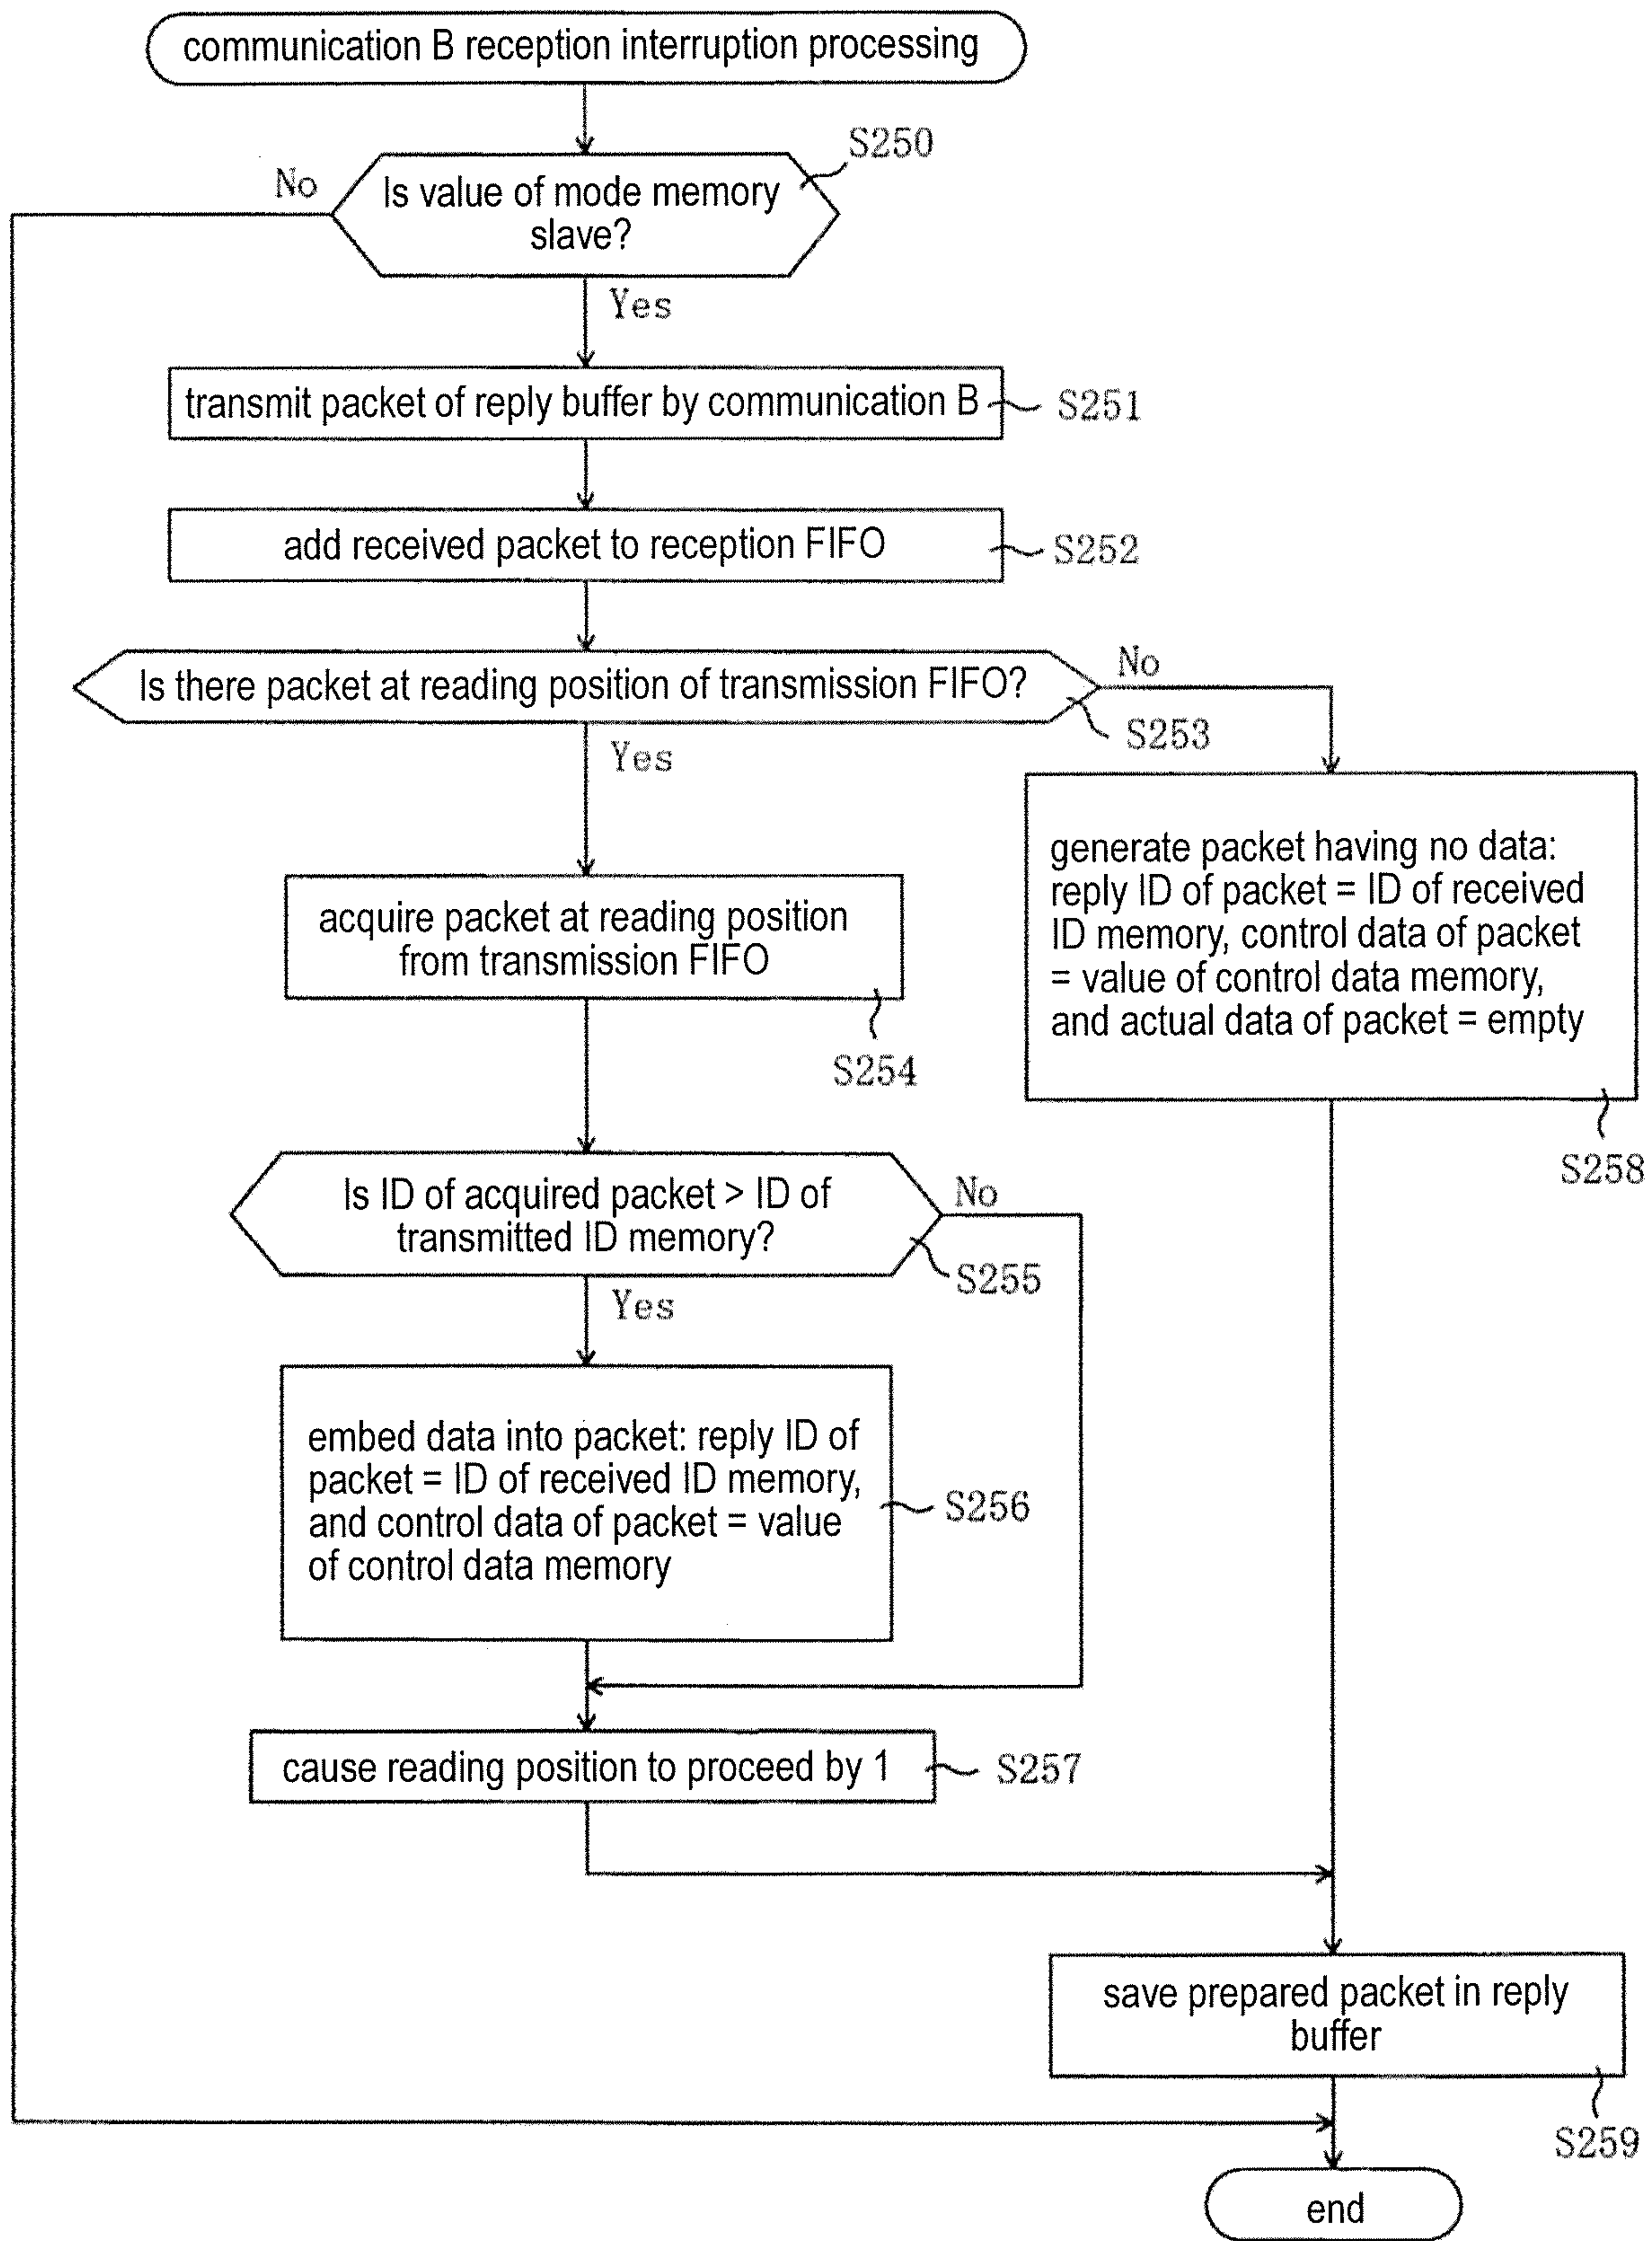 communication B reception interruption processing
S250
No
Is value of mode memory
slave?
Yes
transmit packet of reply buffer by communication B
S251
add received packet to reception FIFO
S252
Is there packet at reading position of transmission FIFO?
No
S253
Yes
generate packet having no data:
reply ID of packet = ID of received
ID memory, control data of packet
= value of control data memory,
and actual data of packet = empty
S258
acquire packet at reading position
from transmission FIFO
S254
Is ID of acquired packet > ID of
transmitted ID memory?
No
S255
Yes
embed data into packet: reply ID of
packet = ID of received ID memory,
and control data of packet = value
of control data memory
S256
cause reading position to proceed by 1
S257
save prepared packet in reply
buffer
S259
end